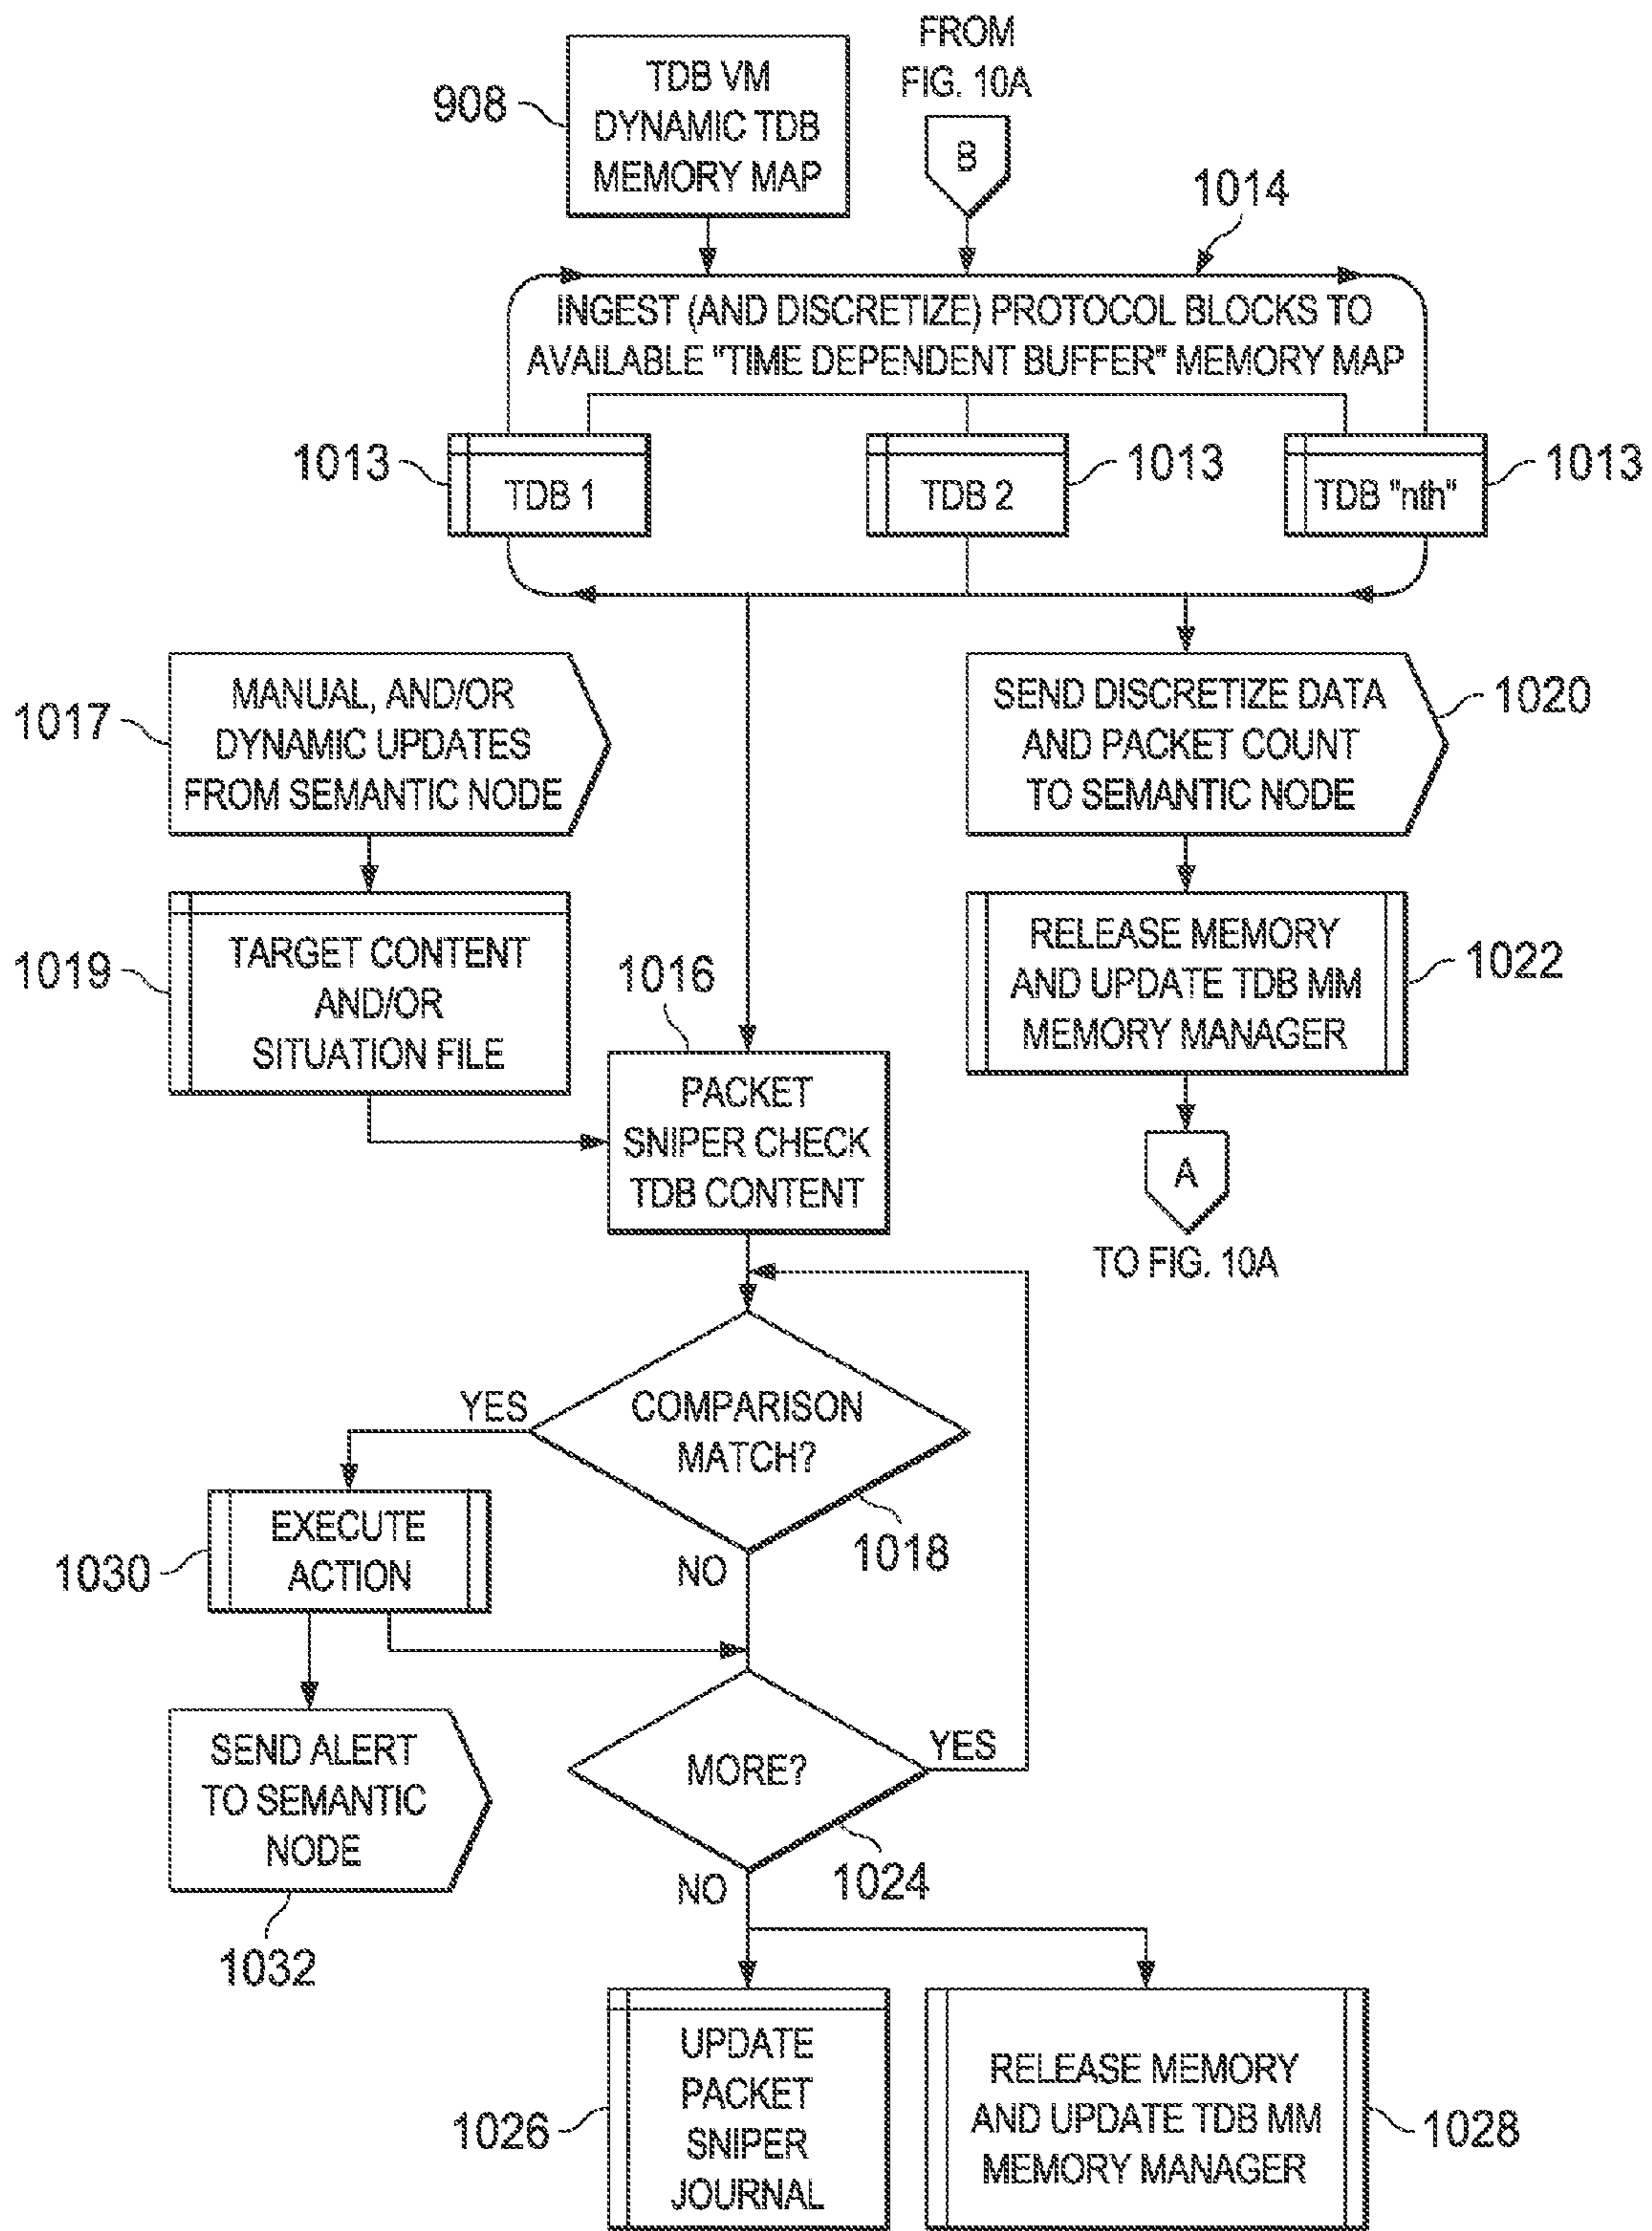 FROM
FIG. 10A
TDB VM
DYNAMIC TDB
MEMORY MAP
908
B
1014
INGEST (AND DISCRETIZE) PROTOCOL BLOCKS TO
AVAILABLE "TIME DEPENDENT BUFFER" MEMORY MAP
1013
TDB 1
TDB 2
1013
TDB "nth"
1013
1017
MANUAL, AND/OR
DYNAMIC UPDATES
FROM SEMANTIC NODE
SEND DISCRETIZE DATA
AND PACKET COUNT
TO SEMANTIC NODE
1020
1019
TARGET CONTENT
AND/OR
SITUATION FILE
1016
RELEASE MEMORY
AND UPDATE TDB MM
MEMORY MANAGER
1022
PACKET
SNIPER CHECK
TDB CONTENT
A
TO FIG. 10A
YES
COMPARISON
MATCH?
1018
NO
1030
EXECUTE
ACTION
SEND ALERT
TO SEMANTIC
NODE
1032
MORE?
YES
1024
NO
1026
UPDATE
PACKET
SNIPER
JOURNAL
RELEASE MEMORY
AND UPDATE TDB MM
MEMORY MANAGER
1028